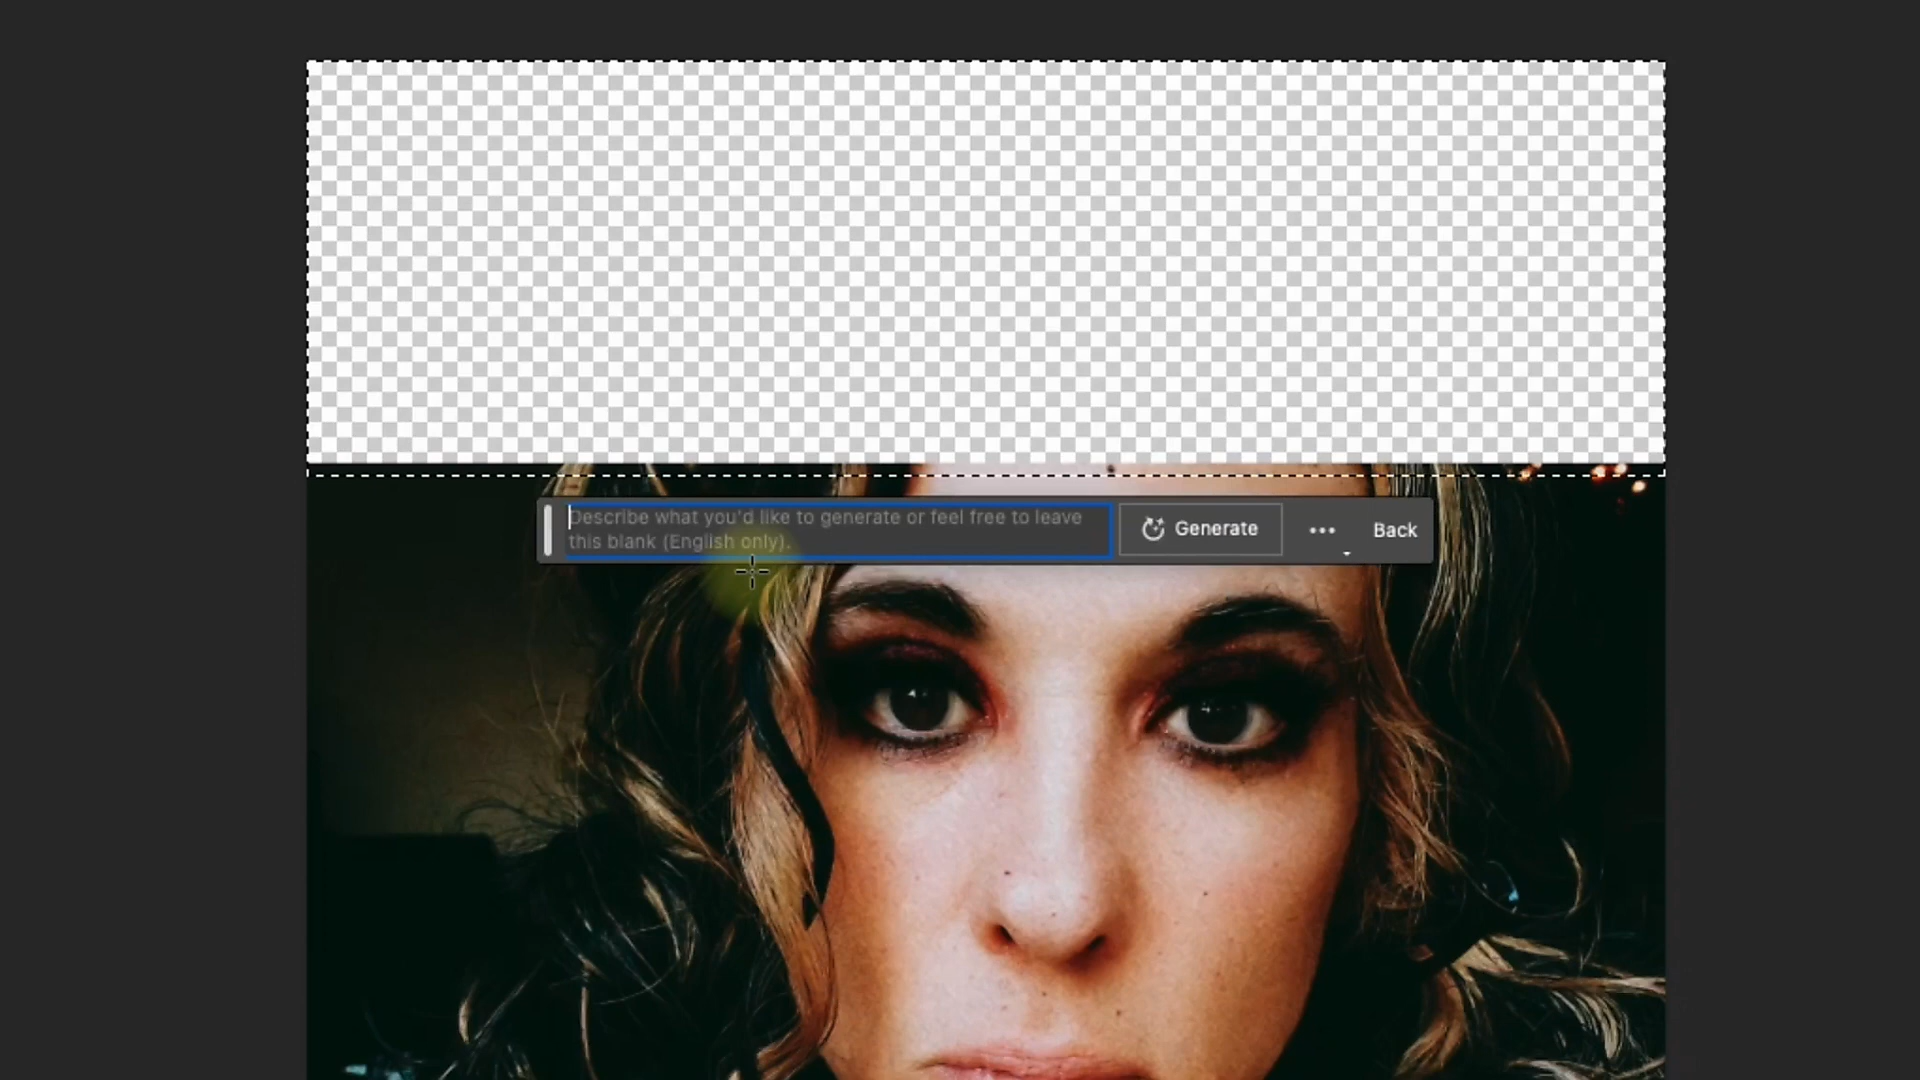 Describe what you'd like to generate or feel free to leave
this blank (English only).
Generate
Back